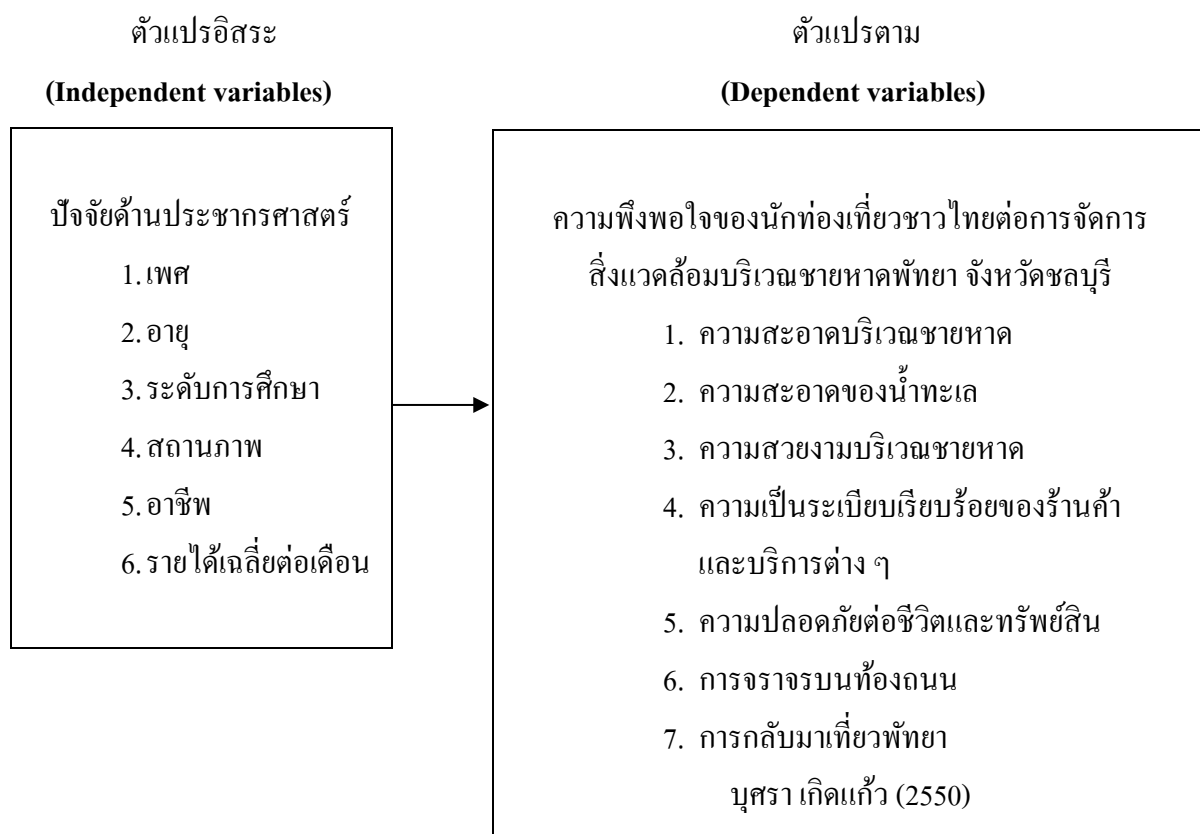 ตัวแปรอิสระ
(Independent variables)
ปัจจัยด้านประชากรศาสตร์
1. เพศ
2. อายุ
3. ระดับการศึกษา
4. สถานภาพ
5. อาชีพ
6. รายได้เฉลี่ยต่อเดือน
ตัวแปรตาม
(Dependent variables)
ความพึงพอใจของนักท่องเที่ยวชาวไทยต่อการจัดการ
สิ่งแวดล้อมบริเวณชายหาดพัทยา จังหวัดชลบุรี
1. ความสะอาดบริเวณชายหาด
2. ความสะอาดของน้ำทะเล
3. ความสวยงามบริเวณชายหาด
4. ความเป็นระเบียบเรียบร้อยของร้านค้า
และบริการต่าง ๆ
5. ความปลอดภัยต่อชีวิตและทรัพย์สิน
6. การจราจรบนท้องถนน
7. การกลับมาเที่ยวพัทยา
บุศรา เกิดแก้ว (2550)